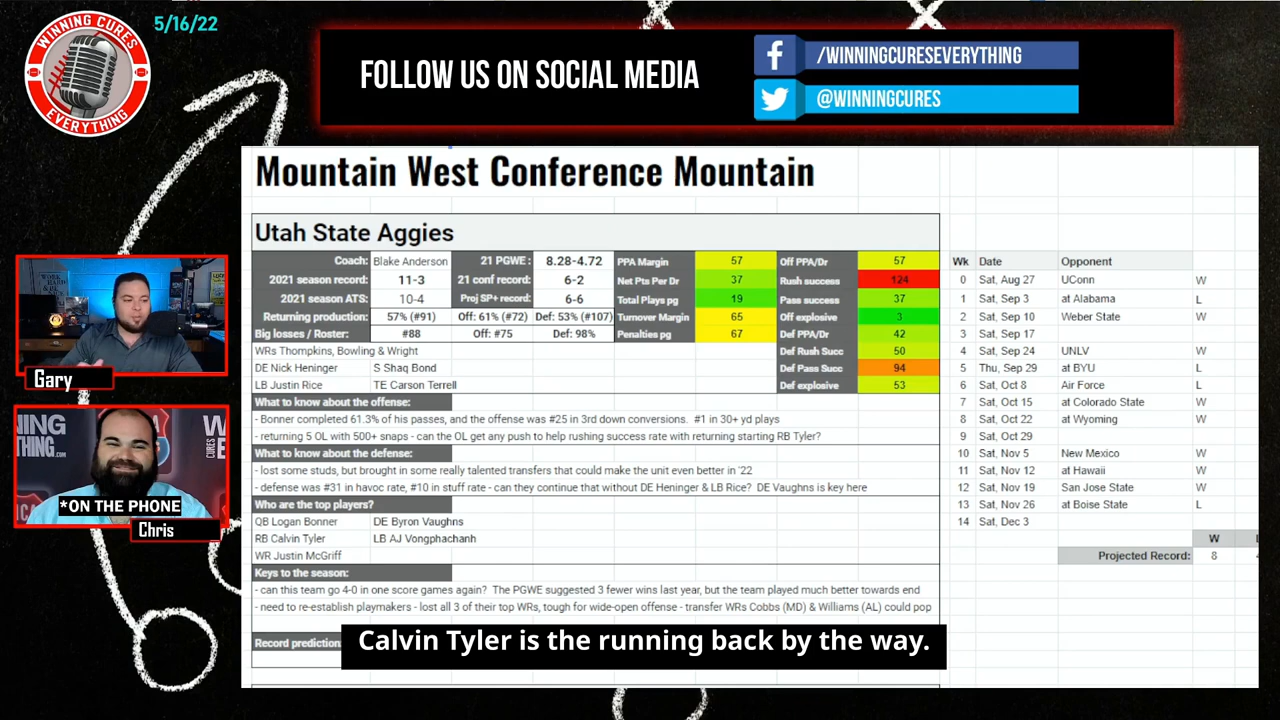 5/16/22
WINNING CURES
EVERYTHING
FOLLOW US ON SOCIAL MEDIA
/WINNINGCURESEVERYTHING
@WINNINGCURES
Mountain West Conference Mountain
Utah State Aggies
Coach: Blake Anderson 21 PGWE: 8.28-4.72 PPA Margin 57 Off PPA/Dr 57
2021 season record: 11-3 21 conf record: 6-2 Net Pts Per Dr 37 Rush success 124
2021 season ATS: 10-4 Proj SP+ record: 6-6 Total Plays pg 19 Pass success 37
Returning production: 57% (#91) Off: 61% (#72) Def: 53% (#107) Turnover Margin 65 Off explosive 3
Big losses / Roster: #88 Off: #75 Def: 98% Penalties pg 67 Def PPA/Dr 42
WRs Thompkins, Bowling & Wright Def Rush Succ 50
DE Nick Heninger S Shaq Bond Def Pass Succ 94
LB Justin Rice TE Carson Terrell Def explosive 53
What to know about the offense:
- Bonner completed 61.3% of his passes, and the offense was #25 in 3rd down conversions. #1 in 30+ yd plays
- returning 5 OL with 500+ snaps - can the OL get any push to help rushing success rate with returning starting RB Tyler?
What to know about the defense:
- lost some studs, but brought in some really talented transfers that could make the unit even better in '22
- defense was #31 in havoc rate, #10 in stuff rate - can they continue that without DE Heninger & LB Rice? DE Vaughns is key here
Who are the top players?
QB Logan Bonner DE Byron Vaughns
RB Calvin Tyler LB AJ Vongphachanh
WR Justin McGriff
Keys to the season:
- can this team go 4-0 in one score games again? The PGWE suggested 3 fewer wins last year, but the team played much better towards end
- need to re-establish playmakers - lost all 3 of their top WRs, tough for wide-open offense - transfer WRs Cobbs (MD) & Williams (AL) could pop
Record prediction
Wk Date Opponent
0 Sat, Aug 27 UConn W
1 Sat, Sep 3 at Alabama L
2 Sat, Sep 10 Weber State W
3 Sat, Sep 17
4 Sat, Sep 24 UNLV W
5 Thu, Sep 29 at BYU L
6 Sat, Oct 8 Air Force L
7 Sat, Oct 15 at Colorado State W
8 Sat, Oct 22 at Wyoming W
9 Sat, Oct 29
10 Sat, Nov 5 New Mexico W
11 Sat, Nov 12 at Hawaii W
12 Sat, Nov 19 San Jose State W
13 Sat, Nov 26 at Boise State L
14 Sat, Dec 3
W
Projected Record: 8
Gary
*ON THE PHONE
Chris
Calvin Tyler is the running back by the way.